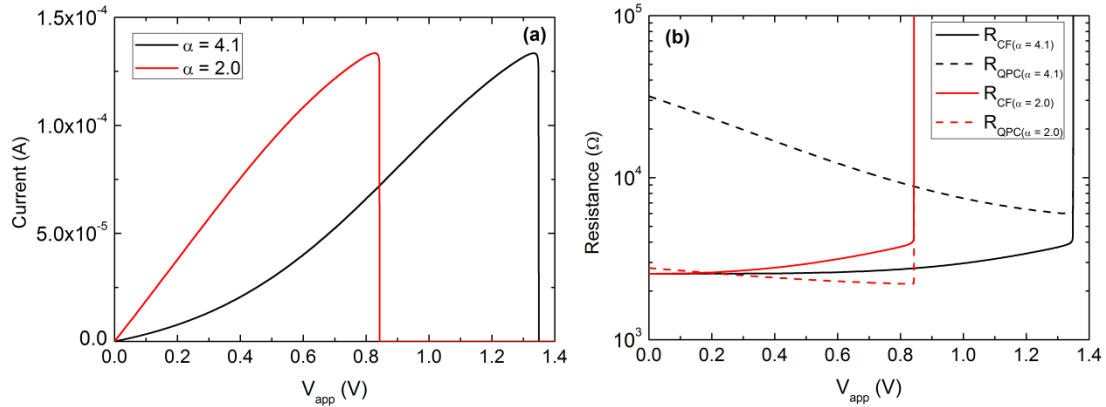 (a)
α = 4.1
α = 2.0
1.5x10⁻⁴
1.0x10⁻⁴
5.0x10⁻⁵
0.0
Current (A)
0.0 0.2 0.4 0.6 0.8 1.0 1.2 1.4
V_app (V)
(b)
R_CF(α = 4.1)
R_QPC(α = 4.1)
R_CF(α = 2.0)
R_QPC(α = 2.0)
10⁵
10⁴
10³
Resistance (Ω)
0.0 0.2 0.4 0.6 0.8 1.0 1.2 1.4
V_app (V)